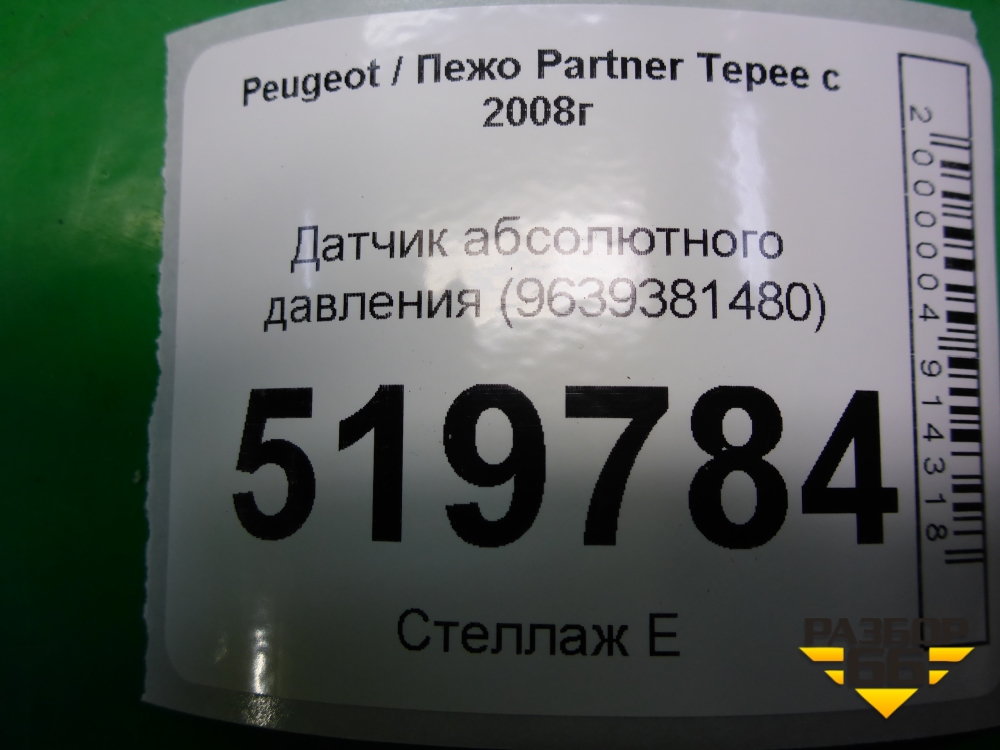 Peugeot / Пежо Partner Tepee с
2008г
Датчик абсолютного
давления (9639381480)
519784
Стеллаж Е
2000004914318
РАЗБОР
66